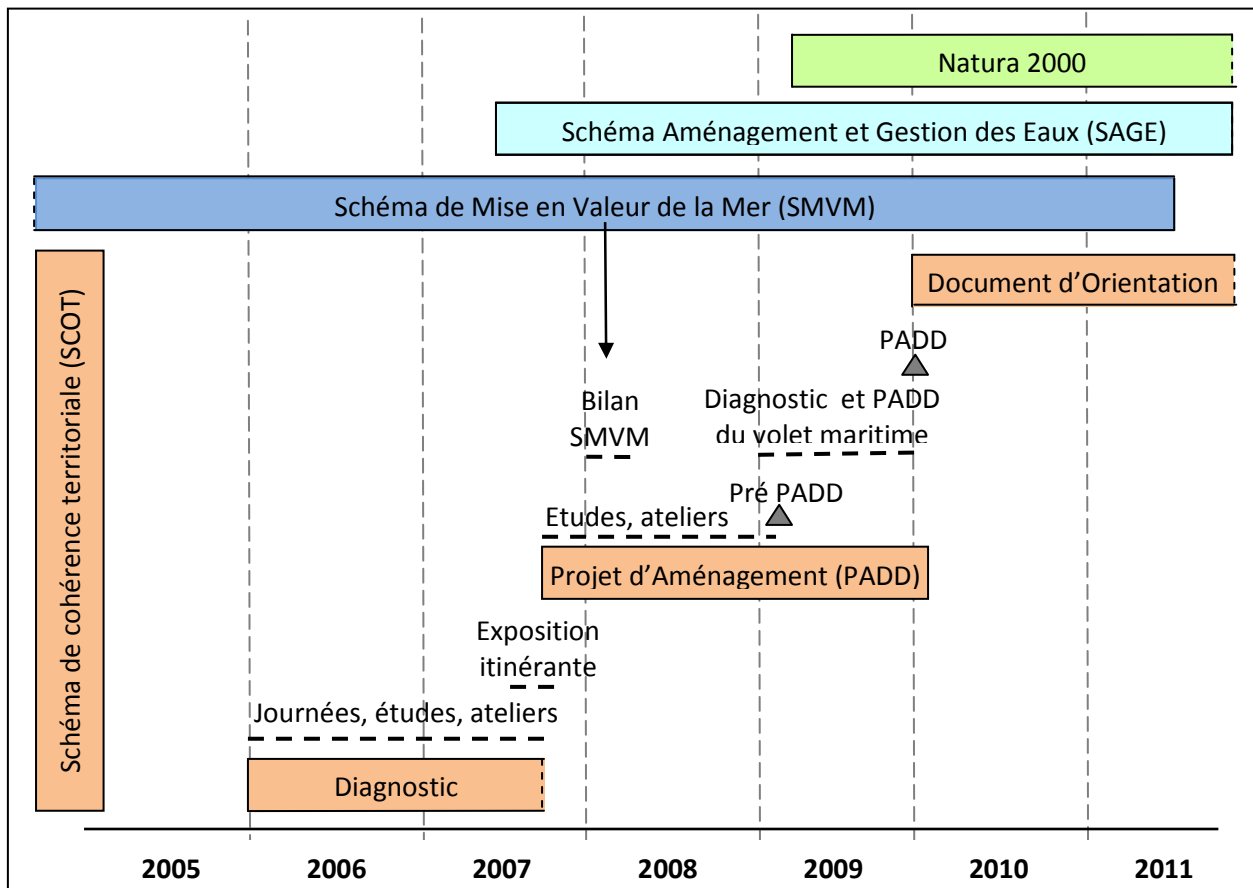 Natura 2000
Schéma Aménagement et Gestion des Eaux (SAGE)
Schéma de Mise en Valeur de la Mer (SMVM)
Schéma de cohérence territoriale (SCOT)
Document d’Orientation
PADD
Bilan
SMVM
Diagnostic et PADD
du volet maritime
Pré PADD
Etudes, ateliers
Projet d’Aménagement (PADD)
Exposition
itinérante
Journées, études, ateliers
Diagnostic
2005 2006 2007 2008 2009 2010 2011